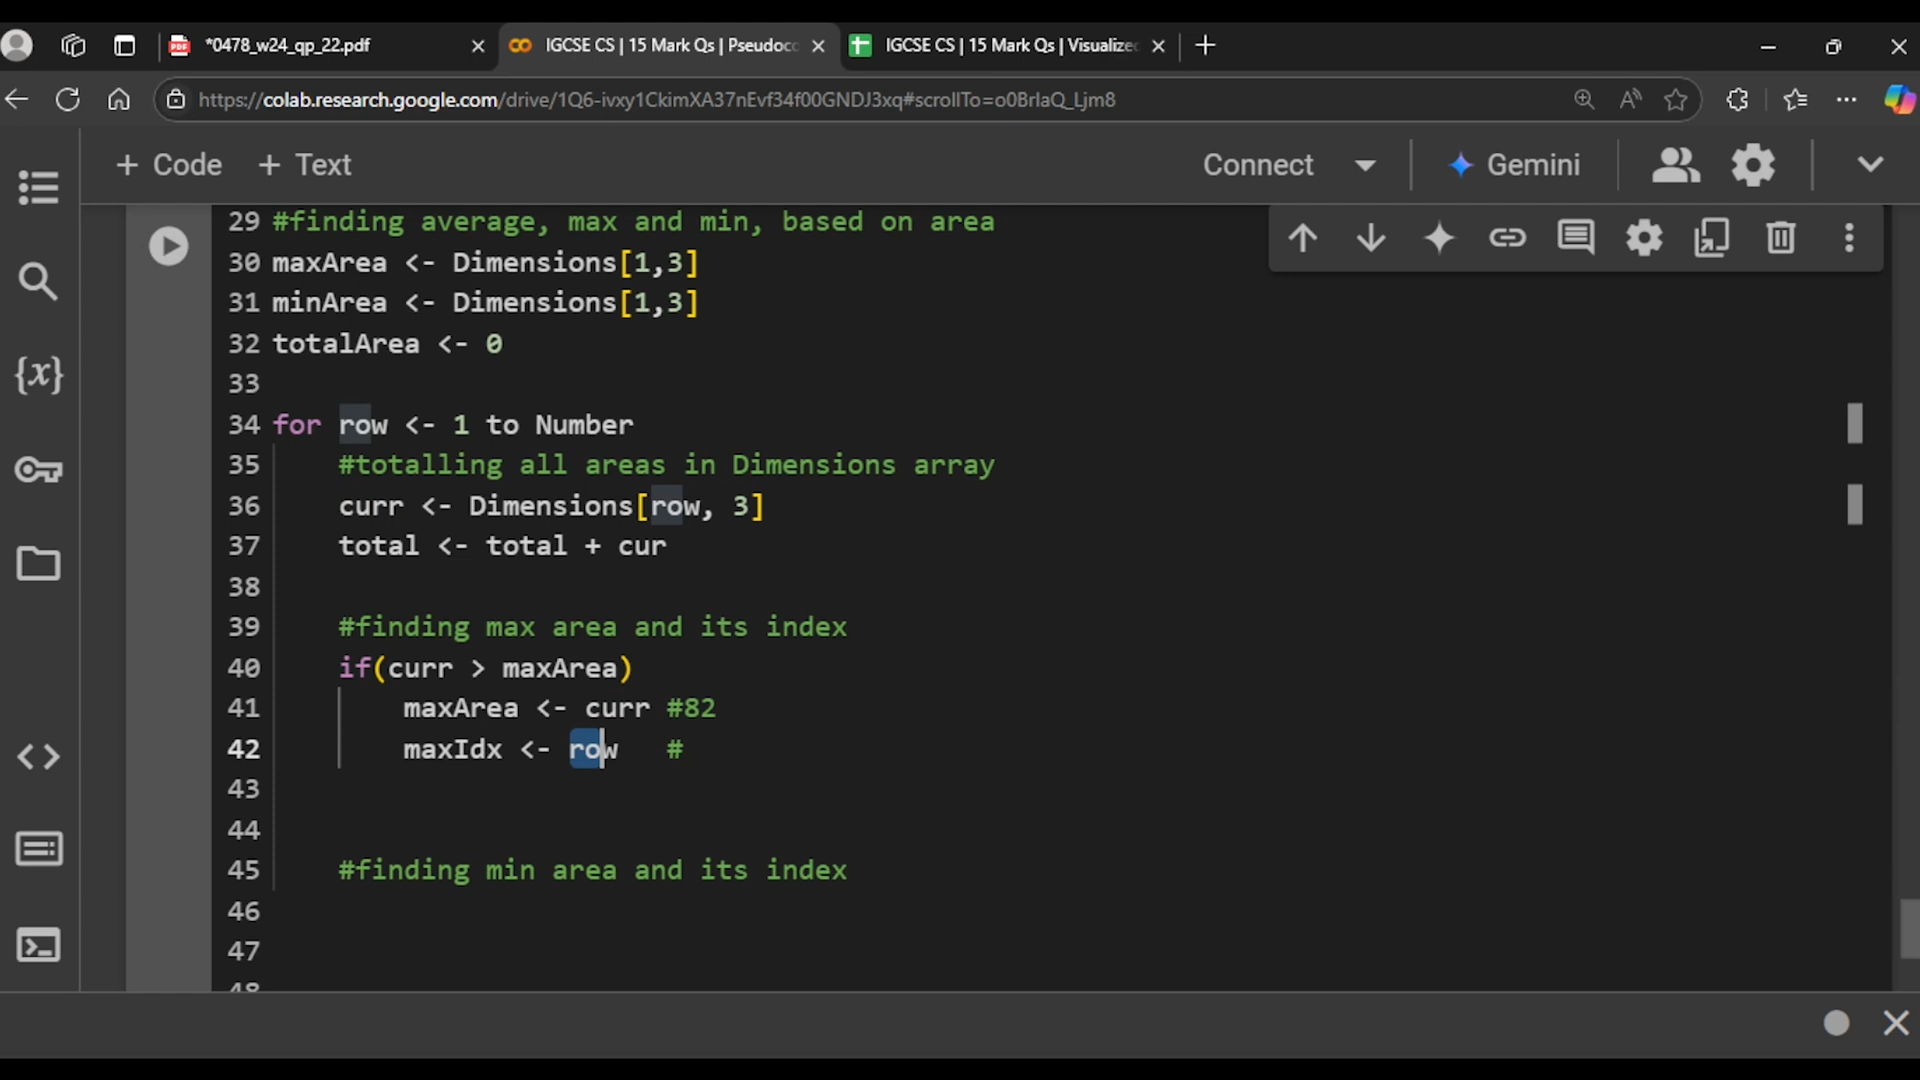 *0478_w24_qp_22.pdf
IGCSE CS | 15 Mark Qs | Pseudoco
IGCSE CS | 15 Mark Qs | Visualize
https://colab.research.google.com/drive/1Q6-ivxy1CkimXA37nEvf34f00GNDJ3xq#scrollTo=o0BrlaQ_Ljm8
+ Code + Text
Connect
Gemini
29 #finding average, max and min, based on area
30 maxArea <- Dimensions[1,3]
31 minArea <- Dimensions[1,3]
32 totalArea <- 0
33
34 for row <- 1 to Number
35 #totalling all areas in Dimensions array
36 curr <- Dimensions[row, 3]
37 total <- total + cur
38
39 #finding max area and its index
40 if(curr > maxArea)
41 maxArea <- curr #82
42 maxIdx <- row #
43
44
45 #finding min area and its index
46
47
48